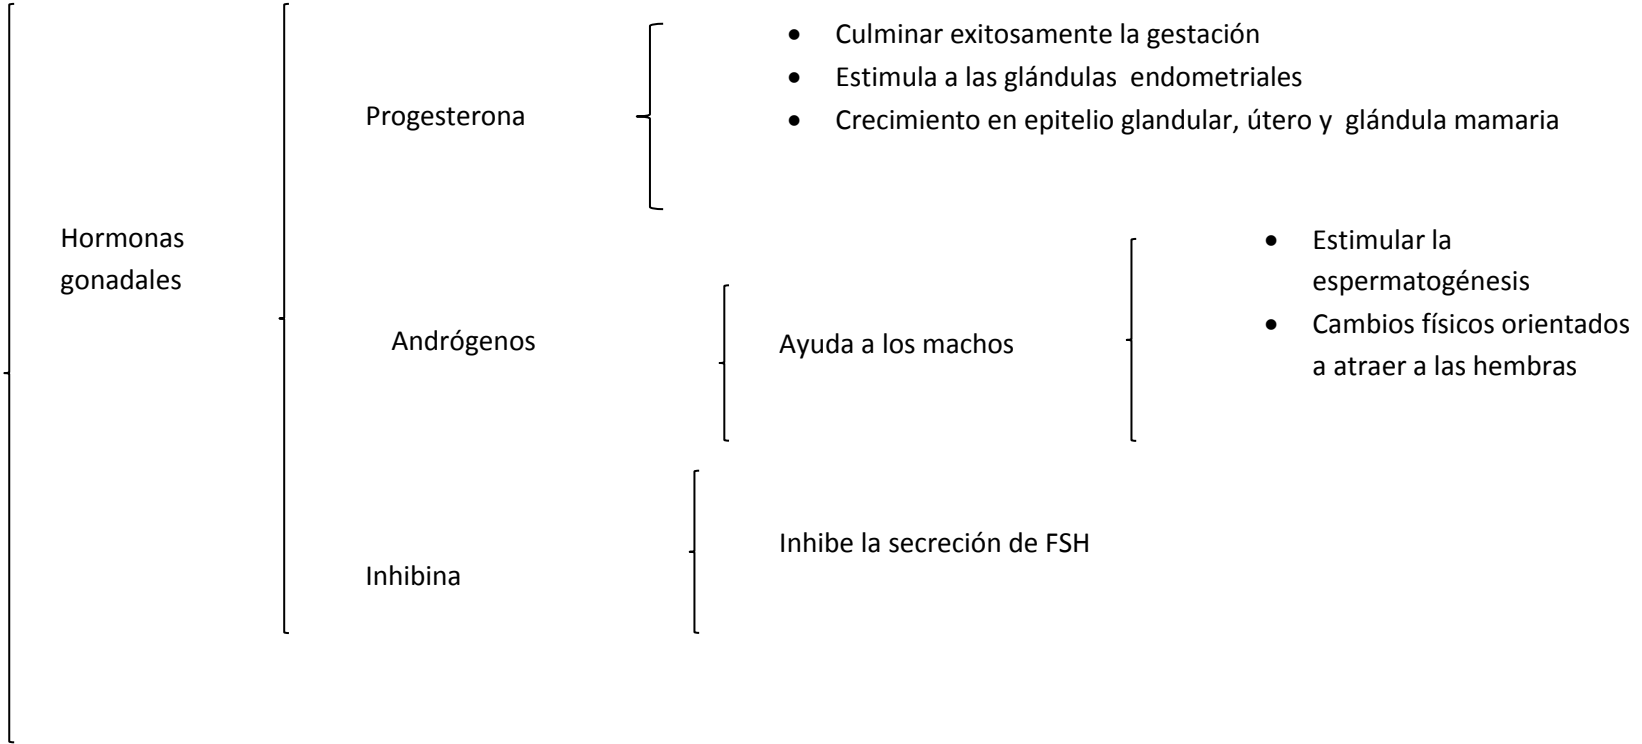 Hormonas
gonadales
Progesterona
• Culminar exitosamente la gestación
• Estimula a las glándulas  endometriales
• Crecimiento en epitelio glandular, útero y  glándula mamaria
Andrógenos
Ayuda a los machos
• Estimular la
espermatogénesis
• Cambios físicos orientados
a atraer a las hembras
Inhibina
Inhibe la secreción de FSH